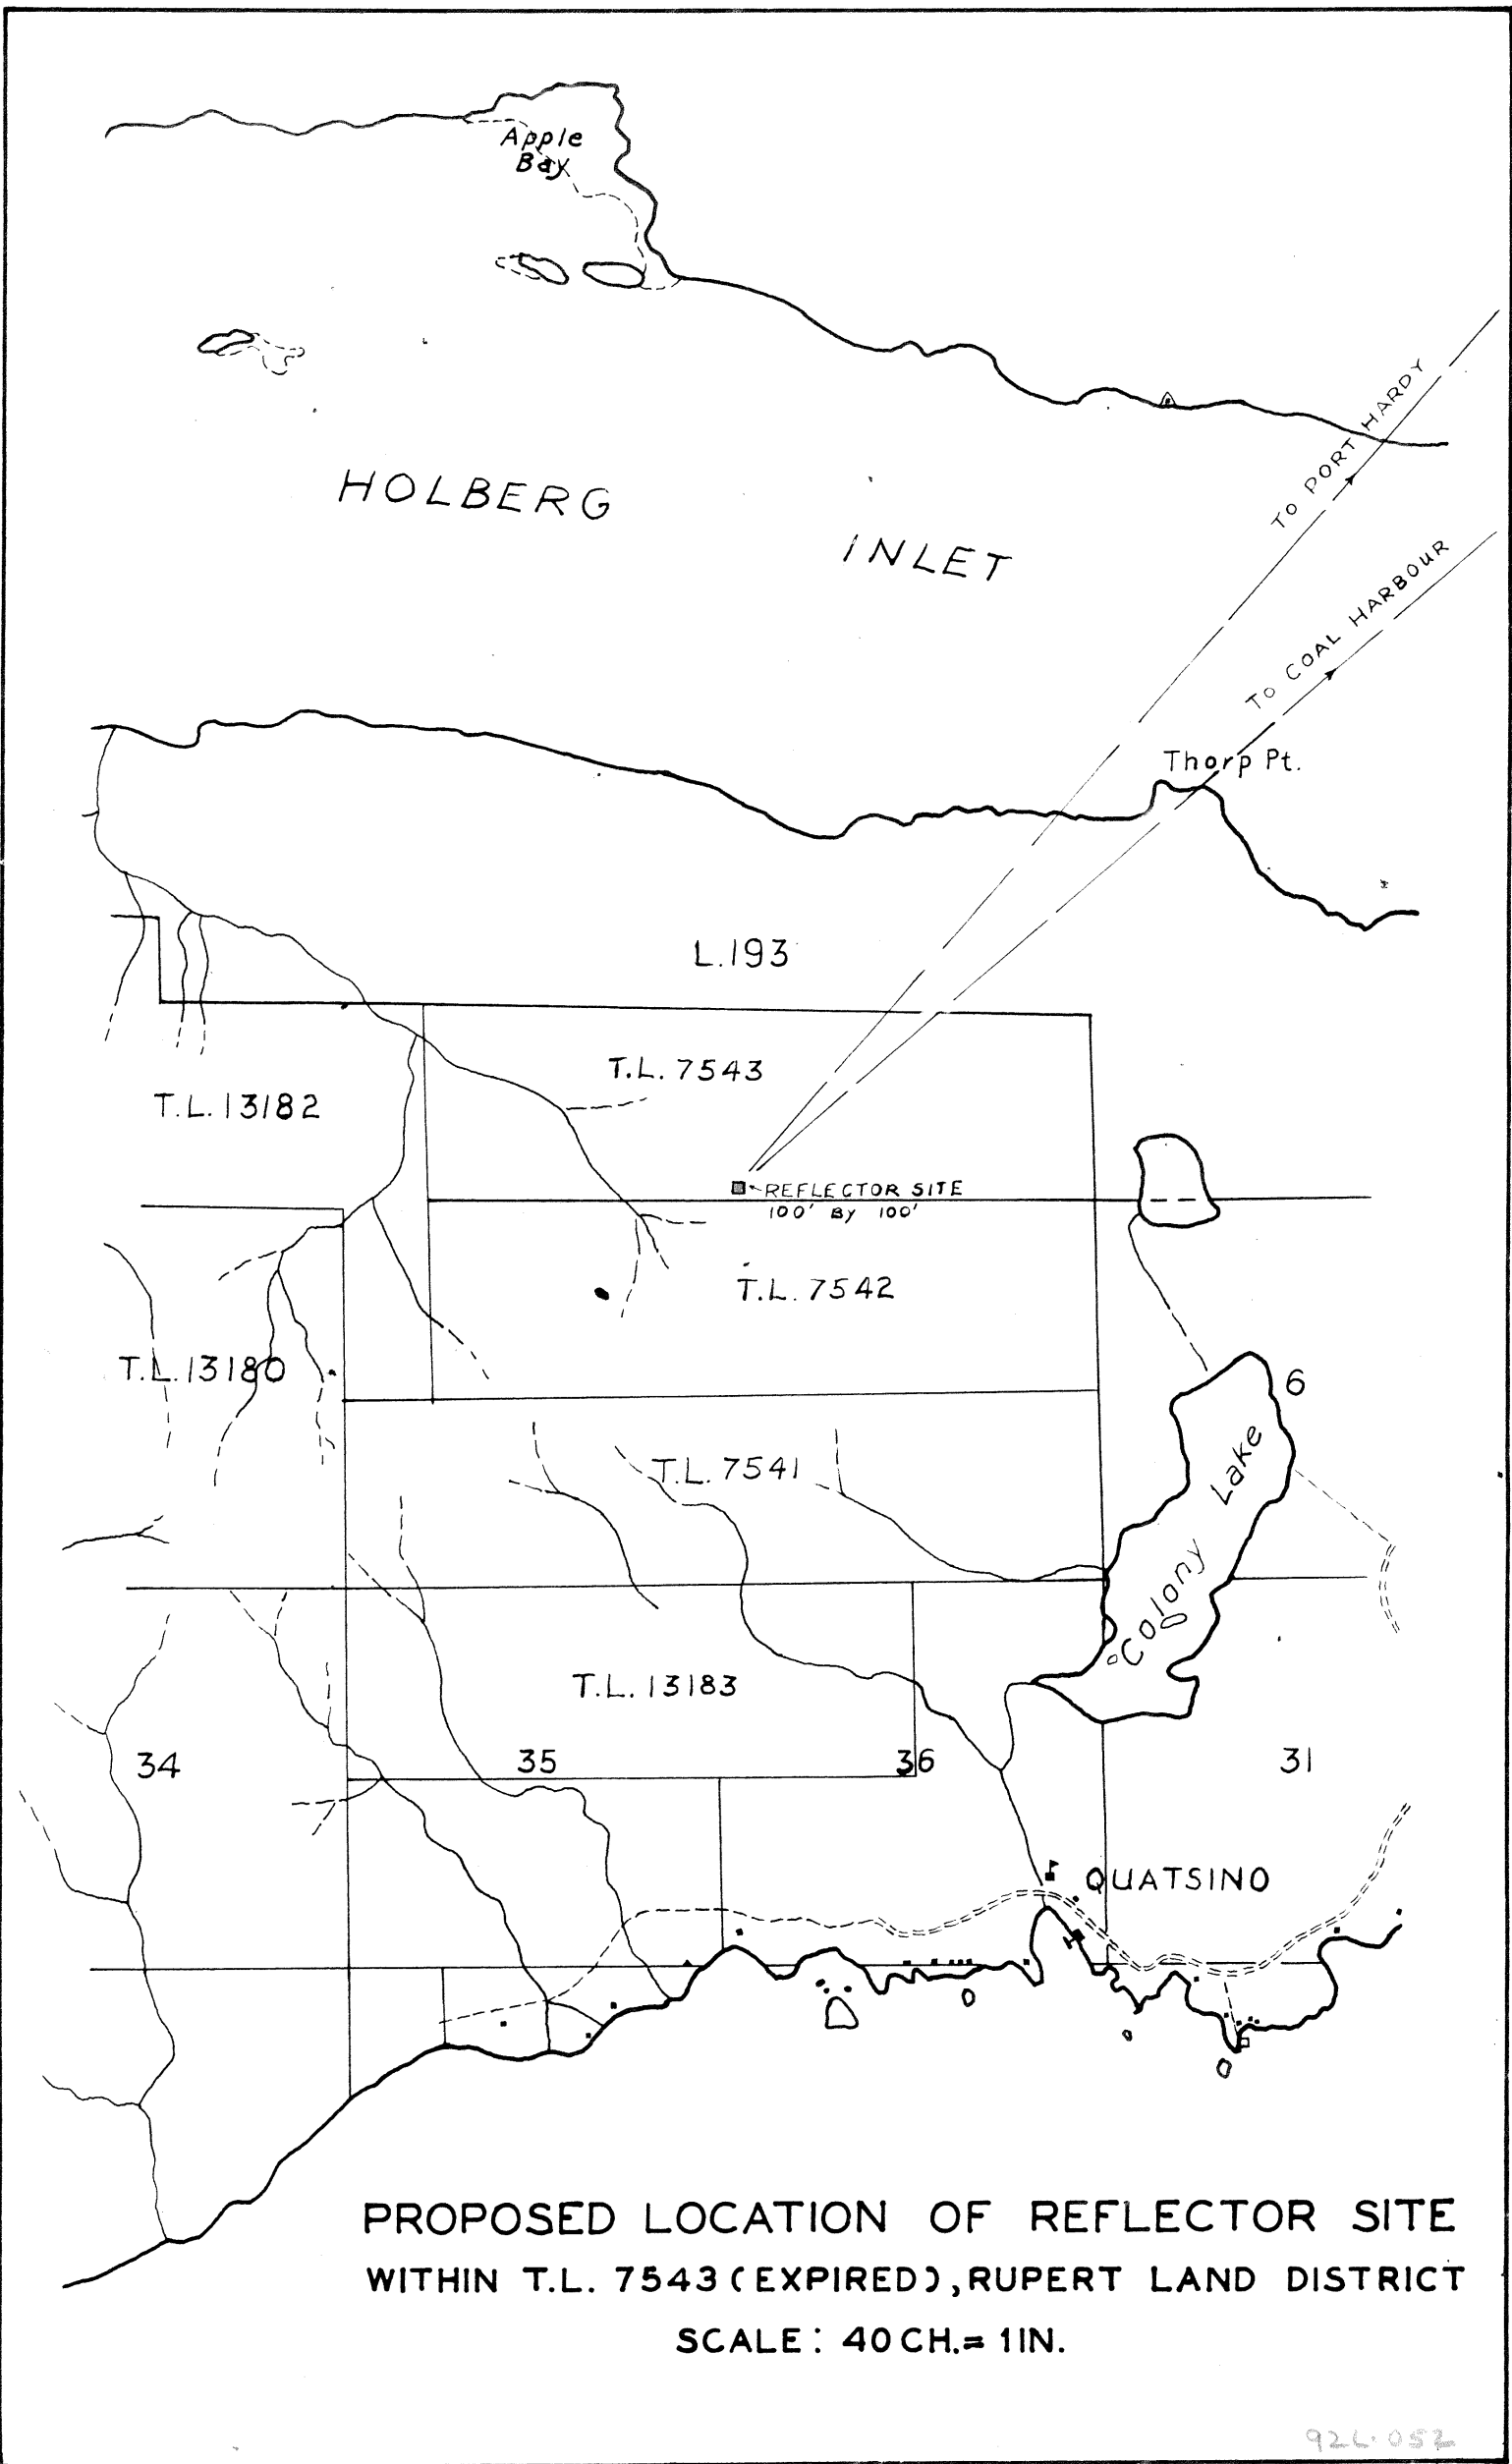 Apple
Bay
HOLBERG
INLET
TO PORT HARDY
TO COAL HARBOUR
Thorp Pt.
L.193
T.L. 7543
T.L. 13182
REFLECTOR SITE
100' By 100'
T.L. 7542
T.L. 13180
6
T.L. 7541
Colony Lake
T.L. 13183
34
35
36
31
QUATSINO
PROPOSED LOCATION OF REFLECTOR SITE
WITHIN T.L. 7543 (EXPIRED), RUPERT LAND DISTRICT
SCALE: 40 CH.= 1 IN.
92L.052